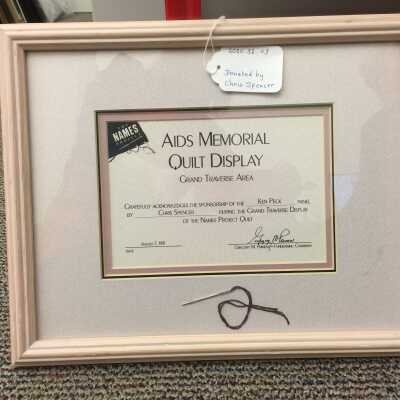 Donated by
Chris Spencer
NAMES
AIDS MEMORIAL
QUILT DISPLAY
GRAND TRAVERSE AREA
GRATEFULLY ACKNOWLEDGES THE SPONSORSHIP OF THE KEN PECK PANEL
BY CHRIS SPENCER DURING THE GRAND TRAVERSE DISPLAY
OF THE NAMES PROJECT QUILT
DATE